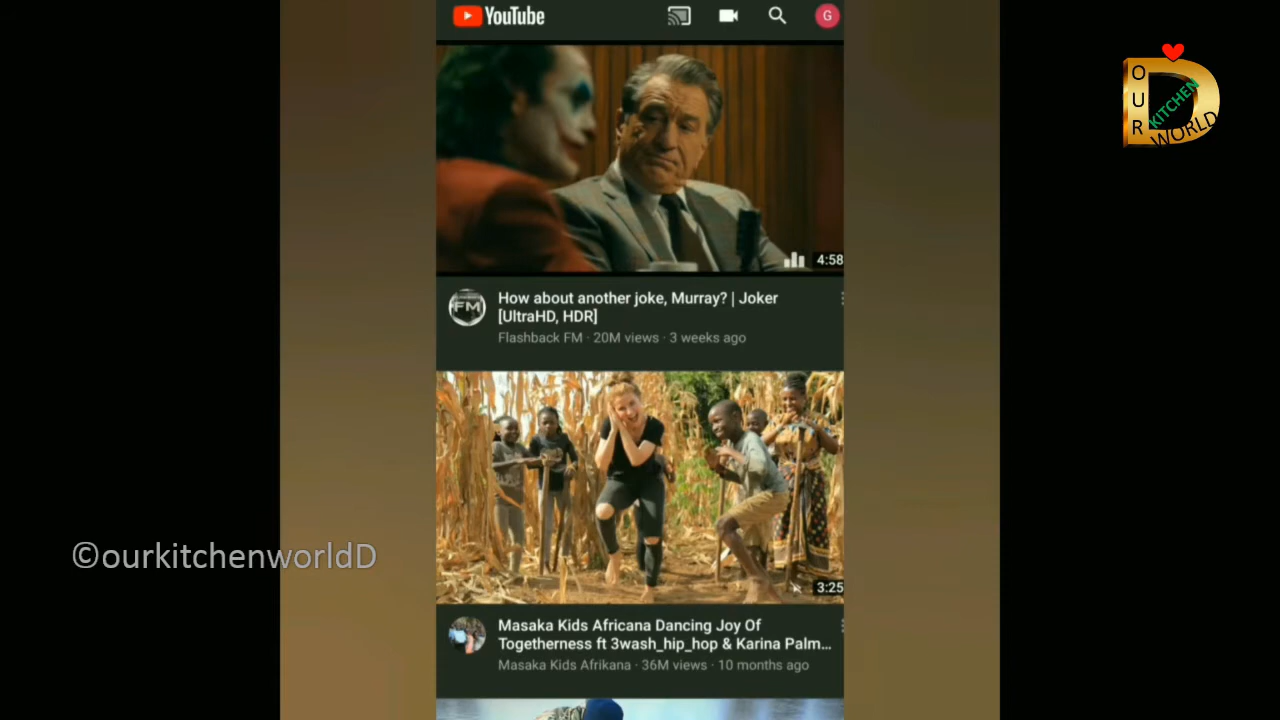 YouTube
G
OUR
KITCHEN
WORLD
D
4:58
FM
How about another joke, Murray? | Joker
[UltraHD, HDR]
Flashback FM · 20M views · 3 weeks ago
3:25
Masaka Kids Africana Dancing Joy Of
Togetherness ft 3wash_hip_hop & Karina Palm...
Masaka Kids Afrikana · 36M views · 10 months ago
©ourkitchenworldD